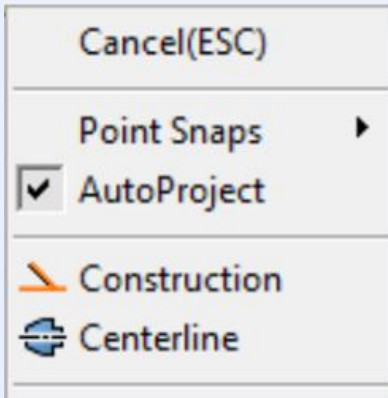 Cancel(ESC)
Point Snaps
AutoProject
Construction
Centerline